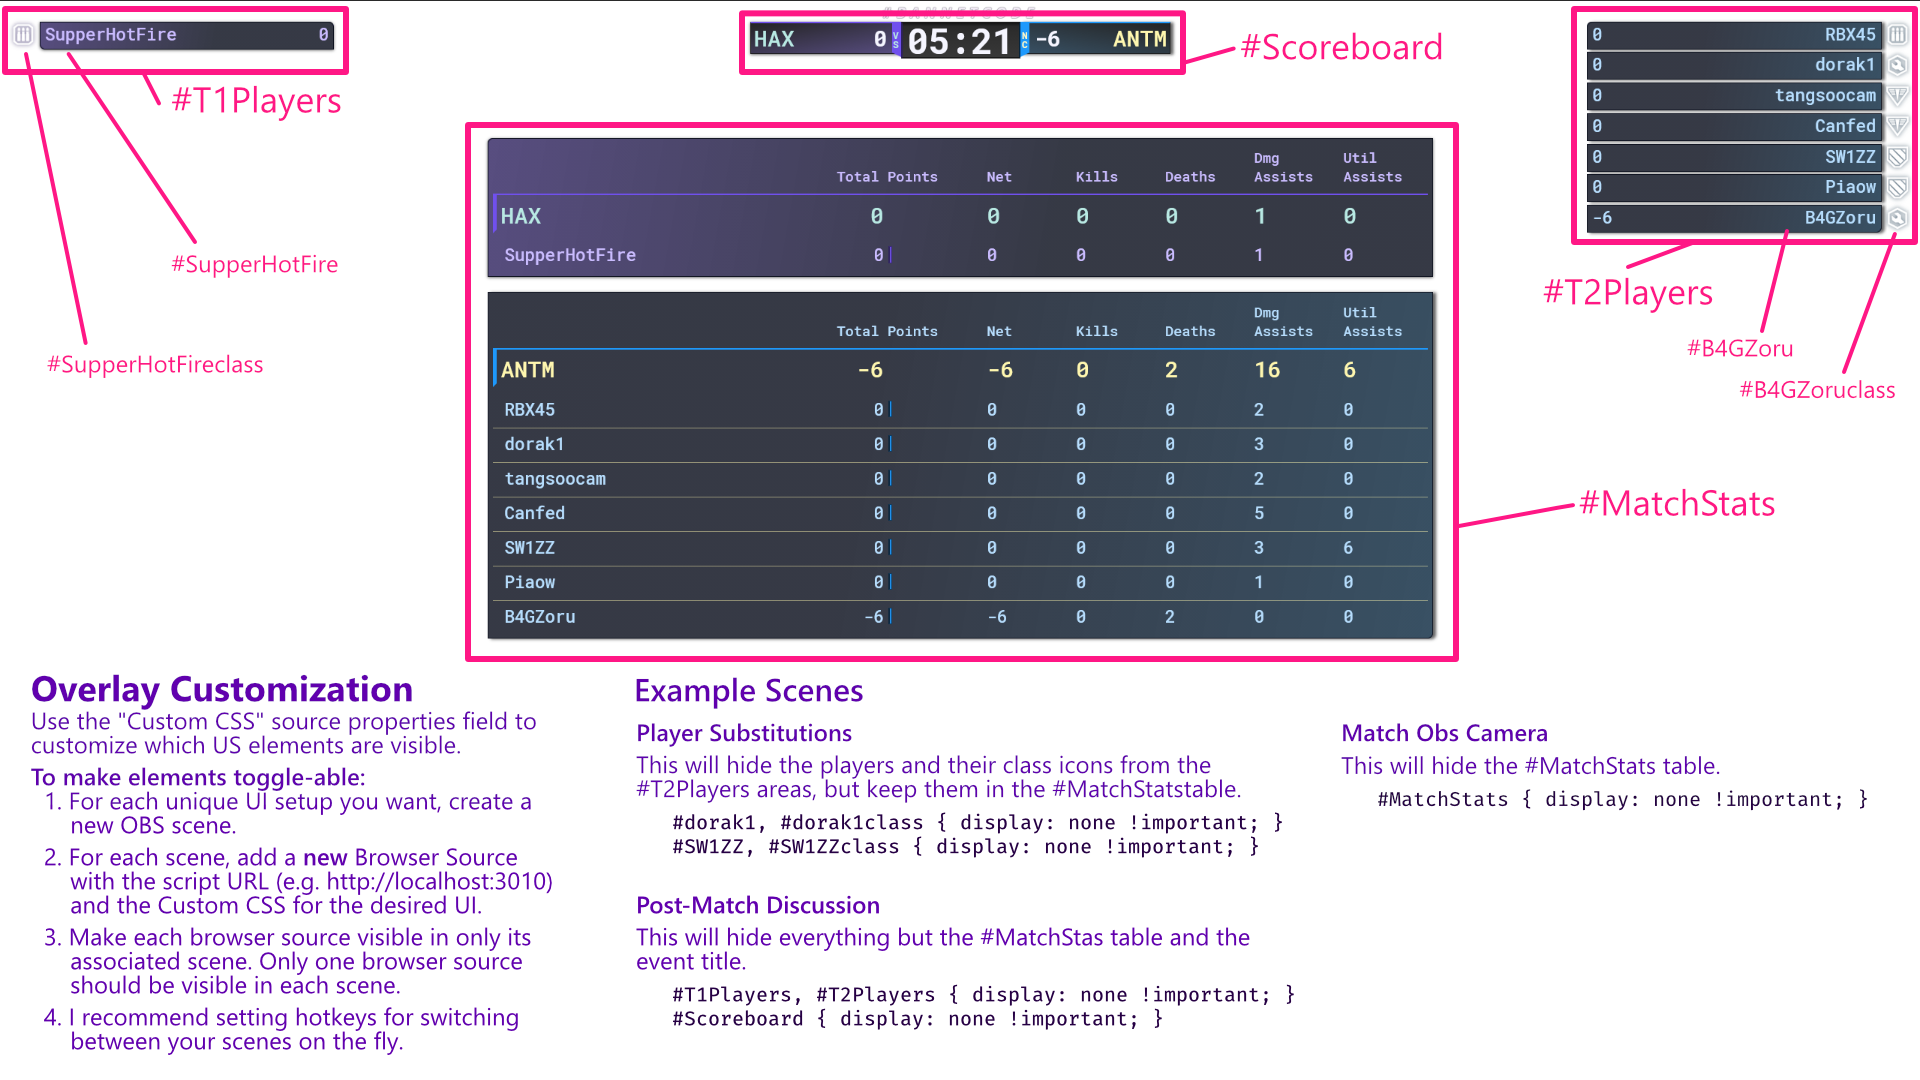 SupperHotFire 0
#T1Players
#SupperHotFire
#SupperHotFireclass
HAX 0 VS 05:21 NC -6 ANTM
#Scoreboard
0 RBX45
0 dorak1
0 tangsoocam
0 Canfed
0 SW1ZZ
0 Piaow
-6 B4GZoru
#T2Players
#B4GZoru
#B4GZoruclass
Total Points Net Kills Deaths Dmg Assists Util Assists
HAX 0 0 0 0 1 0
SupperHotFire 0 0 0 0 1 0
Total Points Net Kills Deaths Dmg Assists Util Assists
ANTM -6 -6 0 2 16 6
RBX45 0 0 0 0 2 0
dorak1 0 0 0 0 3 0
tangsoocam 0 0 0 0 2 0
Canfed 0 0 0 0 5 0
SW1ZZ 0 0 0 0 3 6
Piaow 0 0 0 0 1 0
B4GZoru -6 -6 0 2 0 0
#MatchStats
Overlay Customization
Use the "Custom CSS" source properties field to
customize which US elements are visible.
To make elements toggle-able:
1. For each unique UI setup you want, create a
new OBS scene.
2. For each scene, add a new Browser Source
with the script URL (e.g. http://localhost:3010)
and the Custom CSS for the desired UI.
3. Make each browser source visible in only its
associated scene. Only one browser source
should be visible in each scene.
4. I recommend setting hotkeys for switching
between your scenes on the fly.
Example Scenes
Player Substitutions
This will hide the players and their class icons from the
#T2Players areas, but keep them in the #MatchStatstable.
#dorak1, #dorak1class { display: none !important; }
#SW1ZZ, #SW1ZZclass { display: none !important; }
Post-Match Discussion
This will hide everything but the #MatchStas table and the
event title.
#T1Players, #T2Players { display: none !important; }
#Scoreboard { display: none !important; }
Match Obs Camera
This will hide the #MatchStats table.
#MatchStats { display: none !important; }